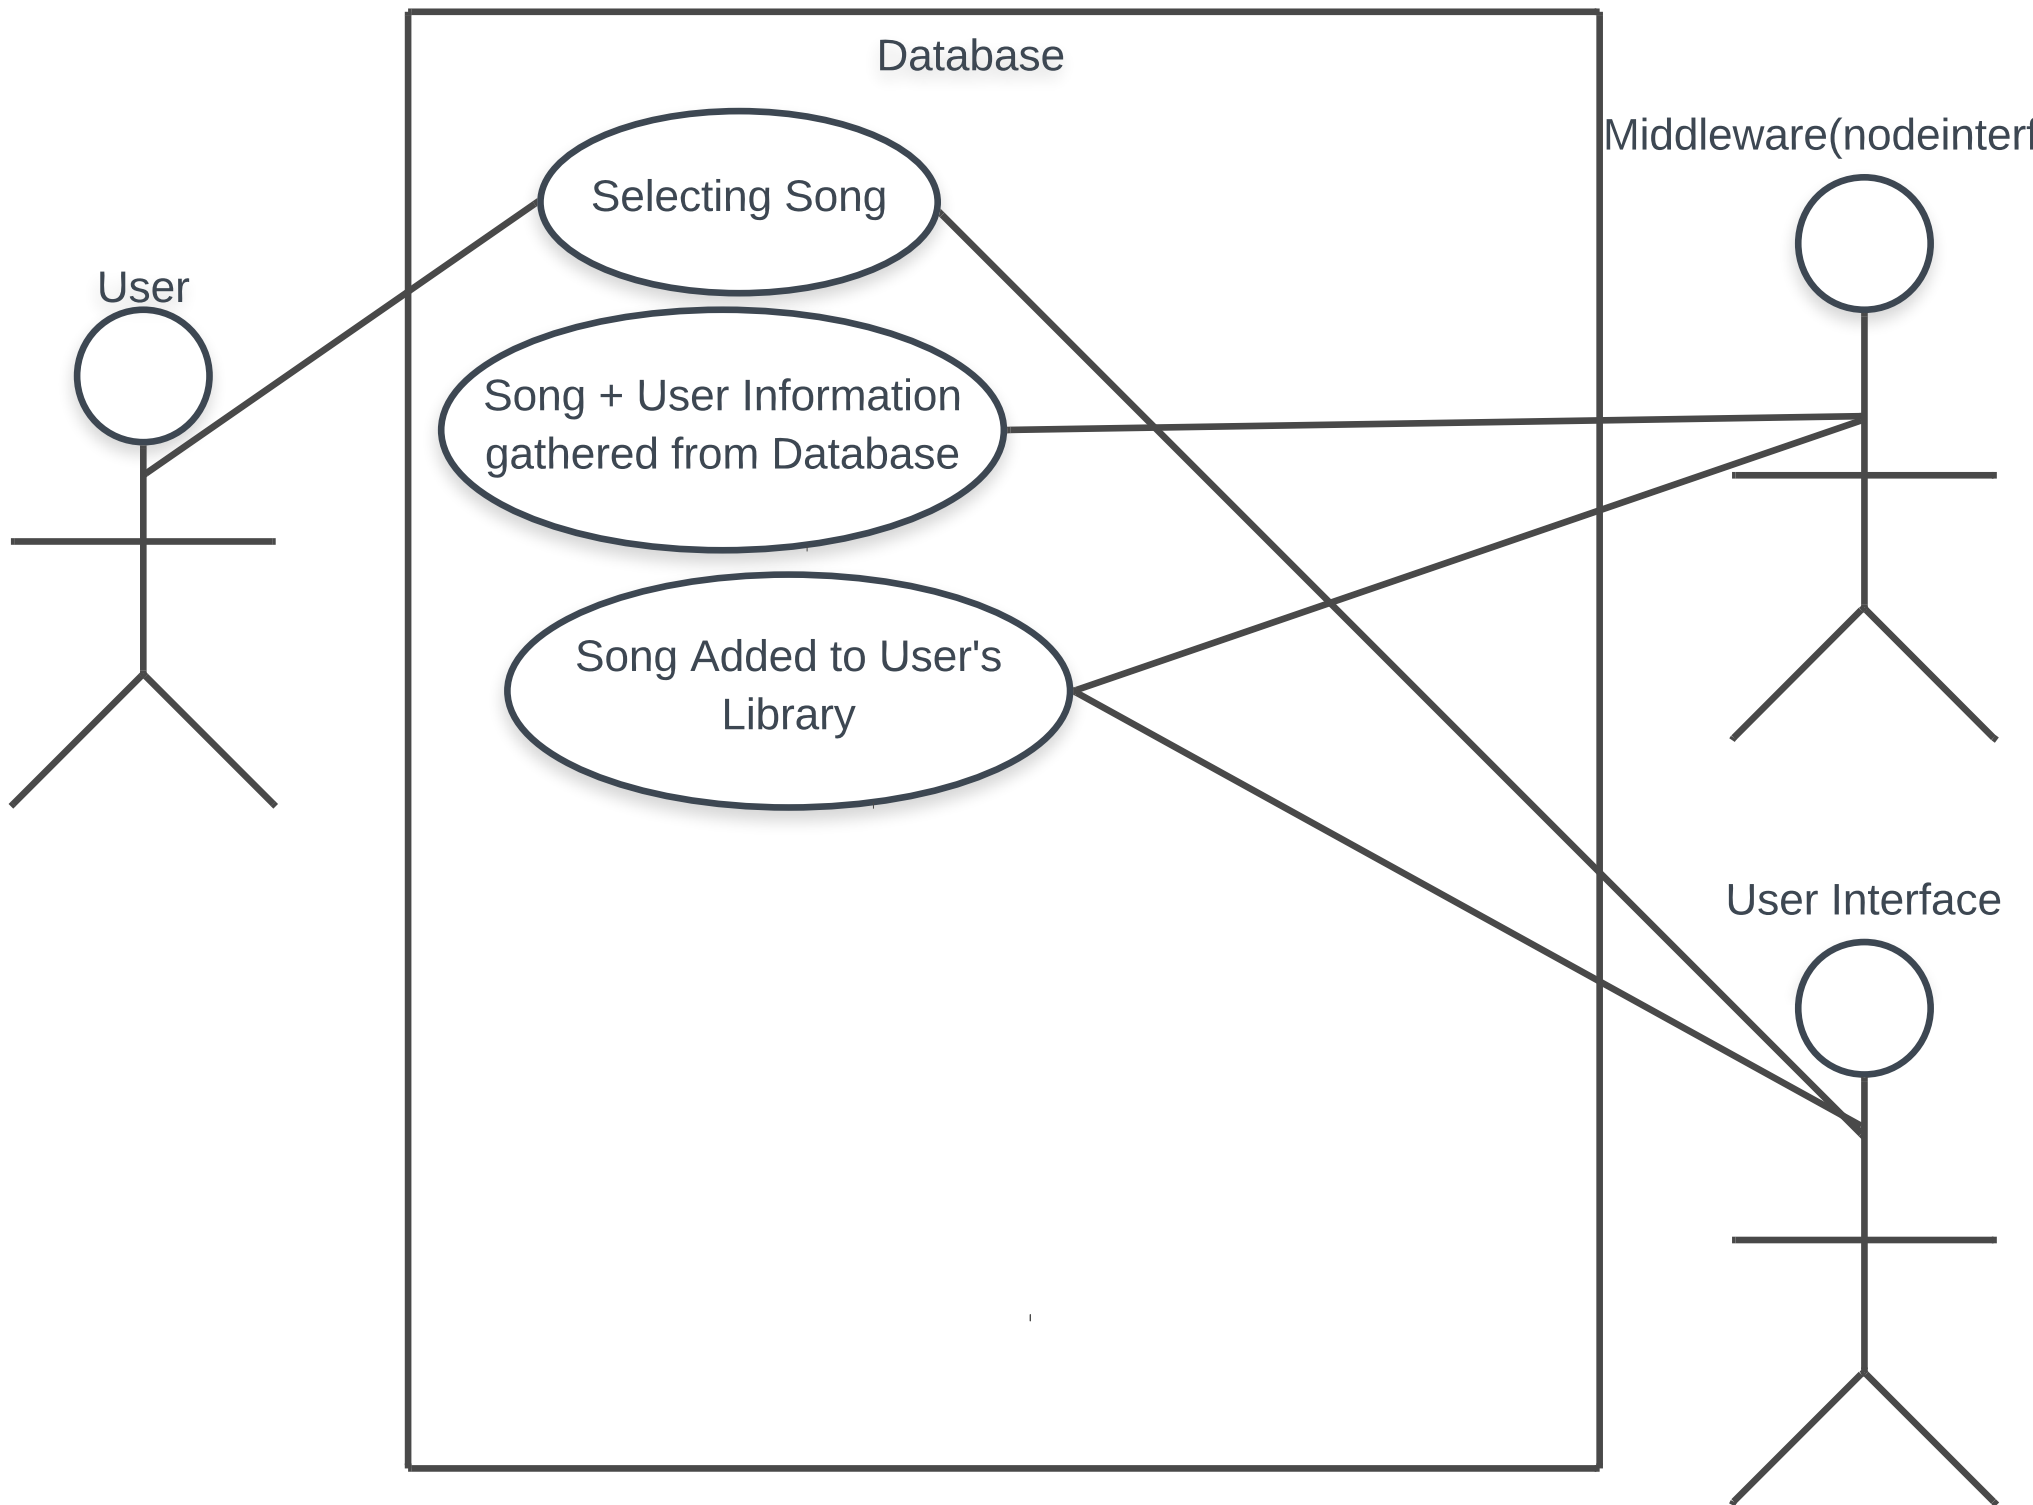 Database
Middleware(nodeinterf
Selecting Song
User
Song + User Information
gathered from Database
Song Added to User's
Library
User Interface